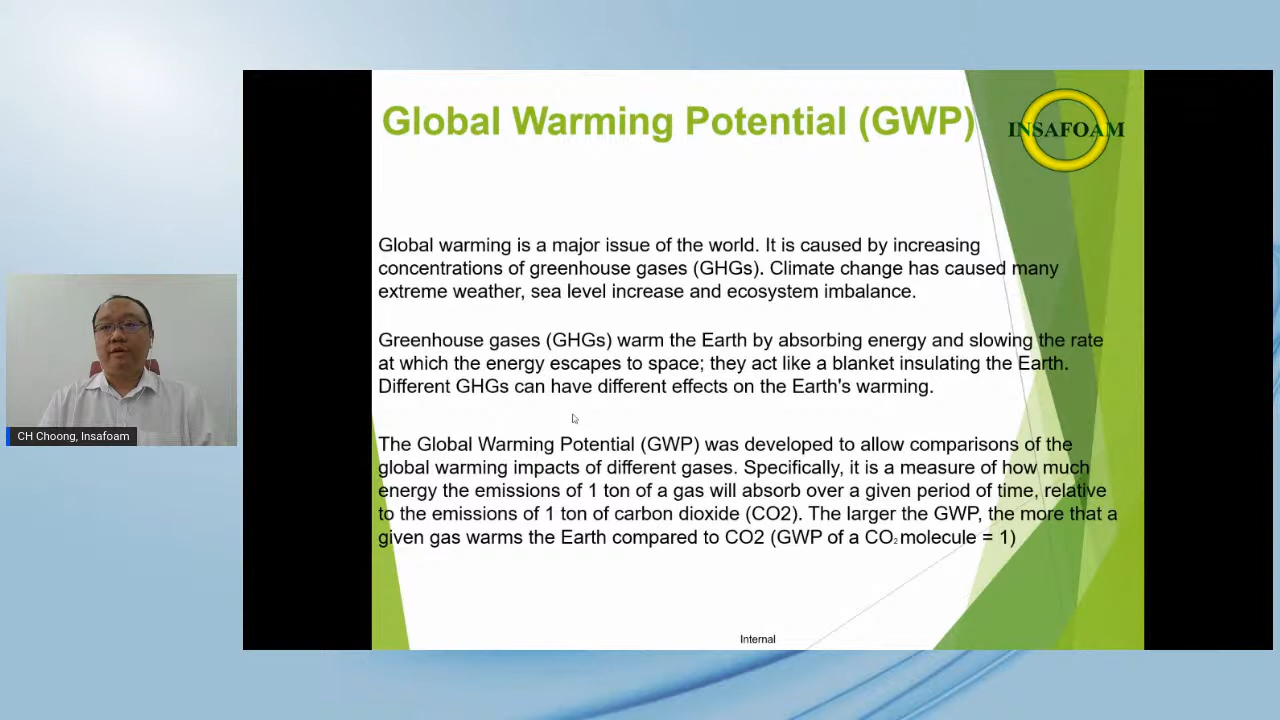 Global Warming Potential (GWP)
INSAFOAM
Global warming is a major issue of the world. It is caused by increasing
concentrations of greenhouse gases (GHGs). Climate change has caused many
extreme weather, sea level increase and ecosystem imbalance.
Greenhouse gases (GHGs) warm the Earth by absorbing energy and slowing the rate
at which the energy escapes to space; they act like a blanket insulating the Earth.
Different GHGs can have different effects on the Earth's warming.
CH Choong, Insafoam
The Global Warming Potential (GWP) was developed to allow comparisons of the
global warming impacts of different gases. Specifically, it is a measure of how much
energy the emissions of 1 ton of a gas will absorb over a given period of time, relative
to the emissions of 1 ton of carbon dioxide (CO2). The larger the GWP, the more that a
given gas warms the Earth compared to CO2 (GWP of a CO₂ molecule = 1)
Internal